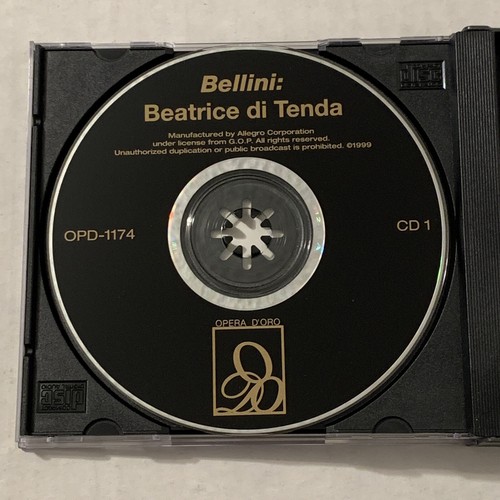 Bellini:
Beatrice di Tenda
Manufactured by Allegro Corporation
under license from G.O.P. All rights reserved.
Unauthorized duplication or public broadcast is prohibited. ©1999
OPD-1174
CD 1
OPERA D'ORO